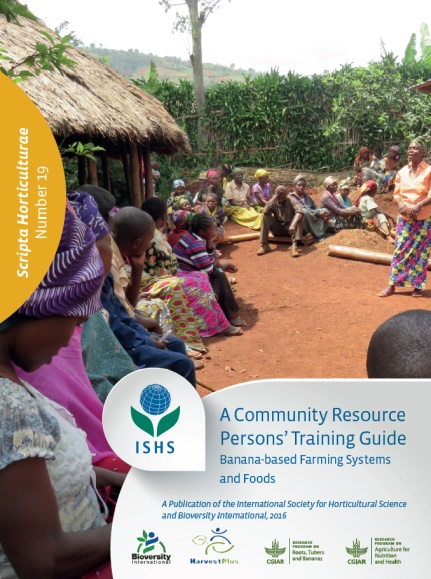 Scripta Horticulturae
Number 19
ISHS
A Community Resource
Persons' Training Guide
Banana-based Farming Systems
and Foods
A Publication of the International Society for Horticultural Science
and Bioversity International, 2016
Bioversity
International
HarvestPlus
CGIAR
RESEARCH
PROGRAM ON
Roots, Tubers
and Bananas
CGIAR
RESEARCH
PROGRAM ON
Agriculture for
Nutrition
and Health